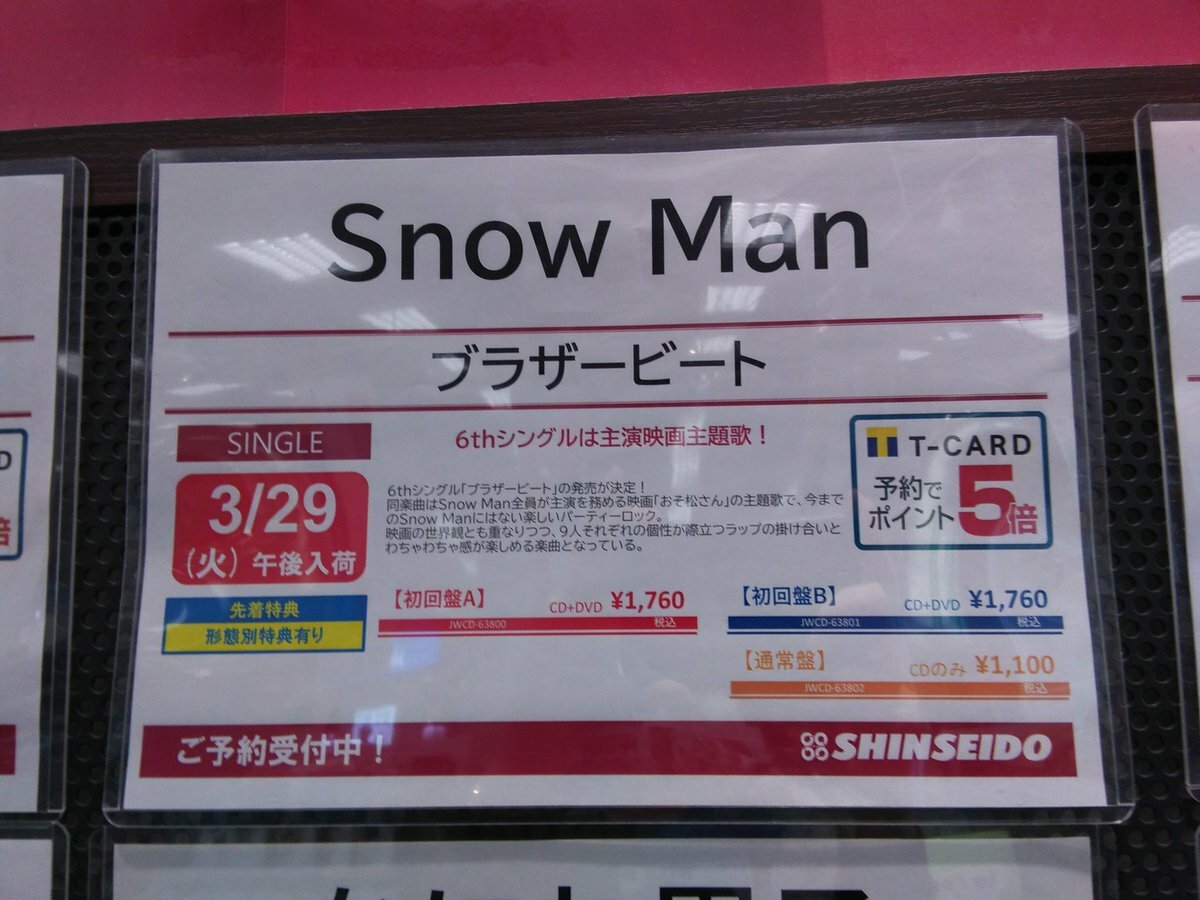 Snow Man
ブラザービート
SINGLE
3/29
(火) 午後入荷
先着特典
形態別特典有り
6thシングルは主演映画主題歌!
6thシングル「ブラザービート」の発売が決定!
同楽曲はSnow Man全員が主演を務める映画「おそ松さん」の主題歌で、今まで
のSnow Manにはない楽しいパーティーロック。
映画の世界観とも重なりつつ、9人それぞれの個性が際立つラップの掛け合いと
わちゃわちゃ感が楽しめる楽曲となっている。
T-CARD
予約で
ポイント5倍
【初回盤A】 CD+DVD ¥1,760
JWCD-63800 税込
【初回盤B】 CD+DVD ¥1,760
JWCD-63801 税込
【通常盤】 CDのみ ¥1,100
JWCD-63802 税込
ご予約受付中!
SHINSEIDO
D
倍